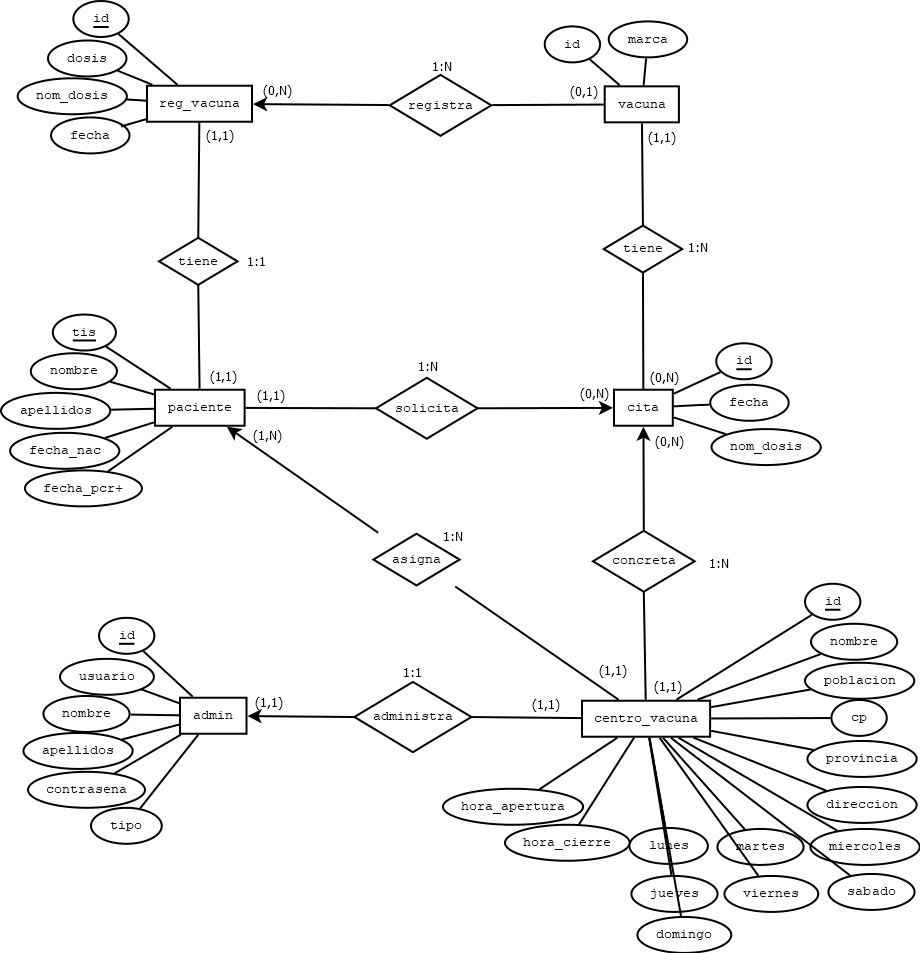 id
dosis
nom_dosis
fecha
reg_vacuna
(0,N)
(1,1)
1:N
registra
(0,1)
id
marca
vacuna
(1,1)
tiene
1:1
tiene
1:N
(1,1)
tis
nombre
apellidos
fecha_nac
fecha_pcr+
paciente
(1,1)
(1,N)
1:N
solicita
(0,N)
(0,N)
cita
(0,N)
id
fecha
nom_dosis
asigna
1:N
concreta
1:N
(1,1)
(1,1)
id
usuario
nombre
apellidos
contrasena
tipo
admin
(1,1)
1:1
administra
(1,1)
centro_vacuna
id
nombre
poblacion
cp
provincia
direccion
hora_apertura
hora_cierre
lunes
martes
miercoles
jueves
viernes
sabado
domingo